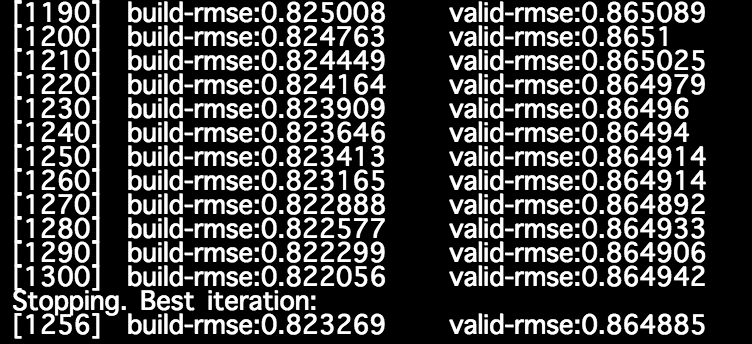 [1190] build-rmse:0.825008 valid-rmse:0.865089
[1200] build-rmse:0.824763 valid-rmse:0.8651
[1210] build-rmse:0.824449 valid-rmse:0.865025
[1220] build-rmse:0.824164 valid-rmse:0.864979
[1230] build-rmse:0.823909 valid-rmse:0.86496
[1240] build-rmse:0.823646 valid-rmse:0.86494
[1250] build-rmse:0.823413 valid-rmse:0.864914
[1260] build-rmse:0.823165 valid-rmse:0.864914
[1270] build-rmse:0.822888 valid-rmse:0.864892
[1280] build-rmse:0.822577 valid-rmse:0.864933
[1290] build-rmse:0.822299 valid-rmse:0.864906
[1300] build-rmse:0.822056 valid-rmse:0.864942
Stopping. Best iteration:
[1256] build-rmse:0.823269 valid-rmse:0.864885